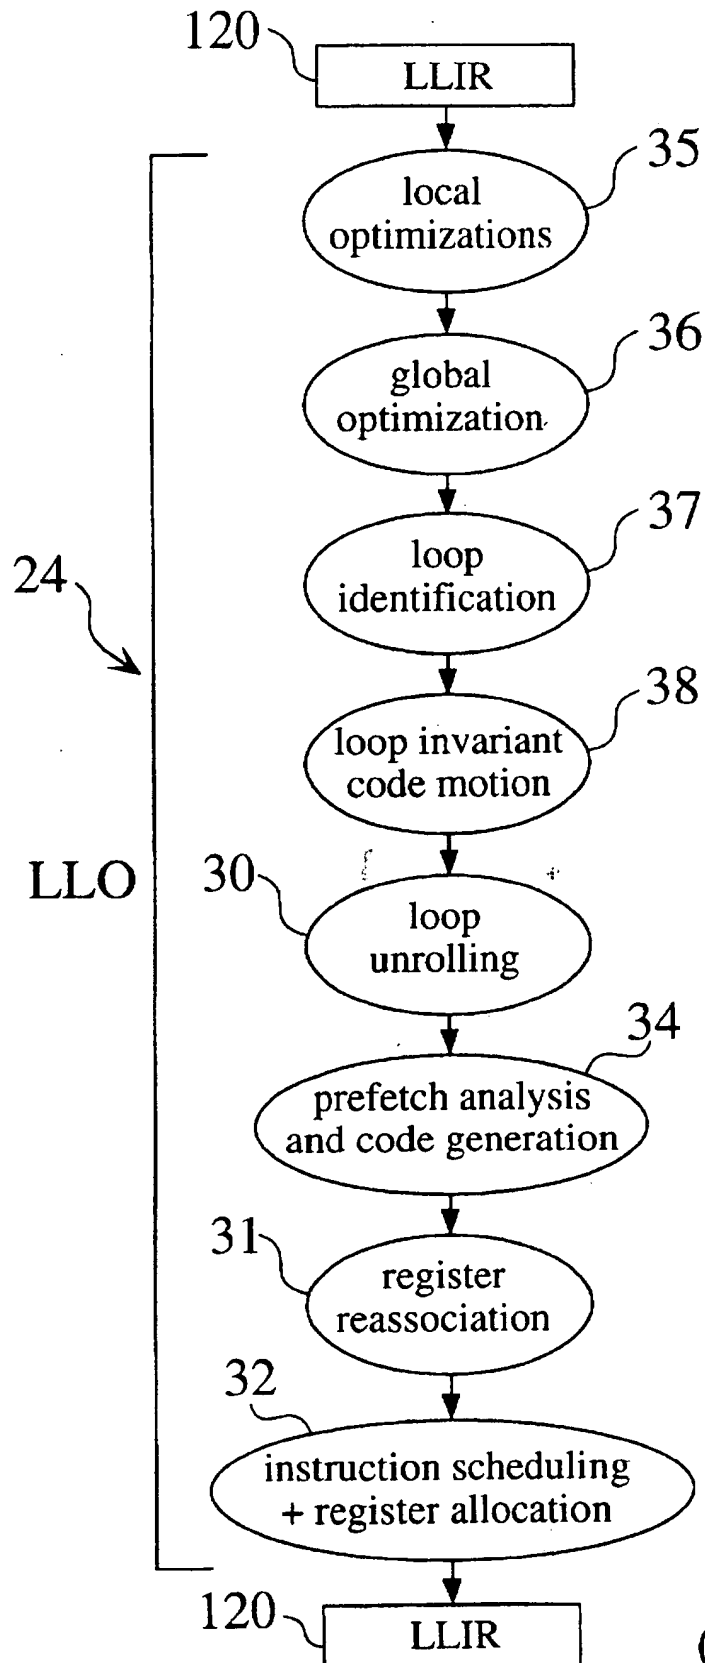 120
LLIR
35
local
optimizations
36
global
optimization
37
loop
identification
24
38
loop invariant
code motion
LLO
30
loop
unrolling
34
prefetch analysis
and code generation
31
register
reassociation
32
instruction scheduling
+ register allocation
120
LLIR